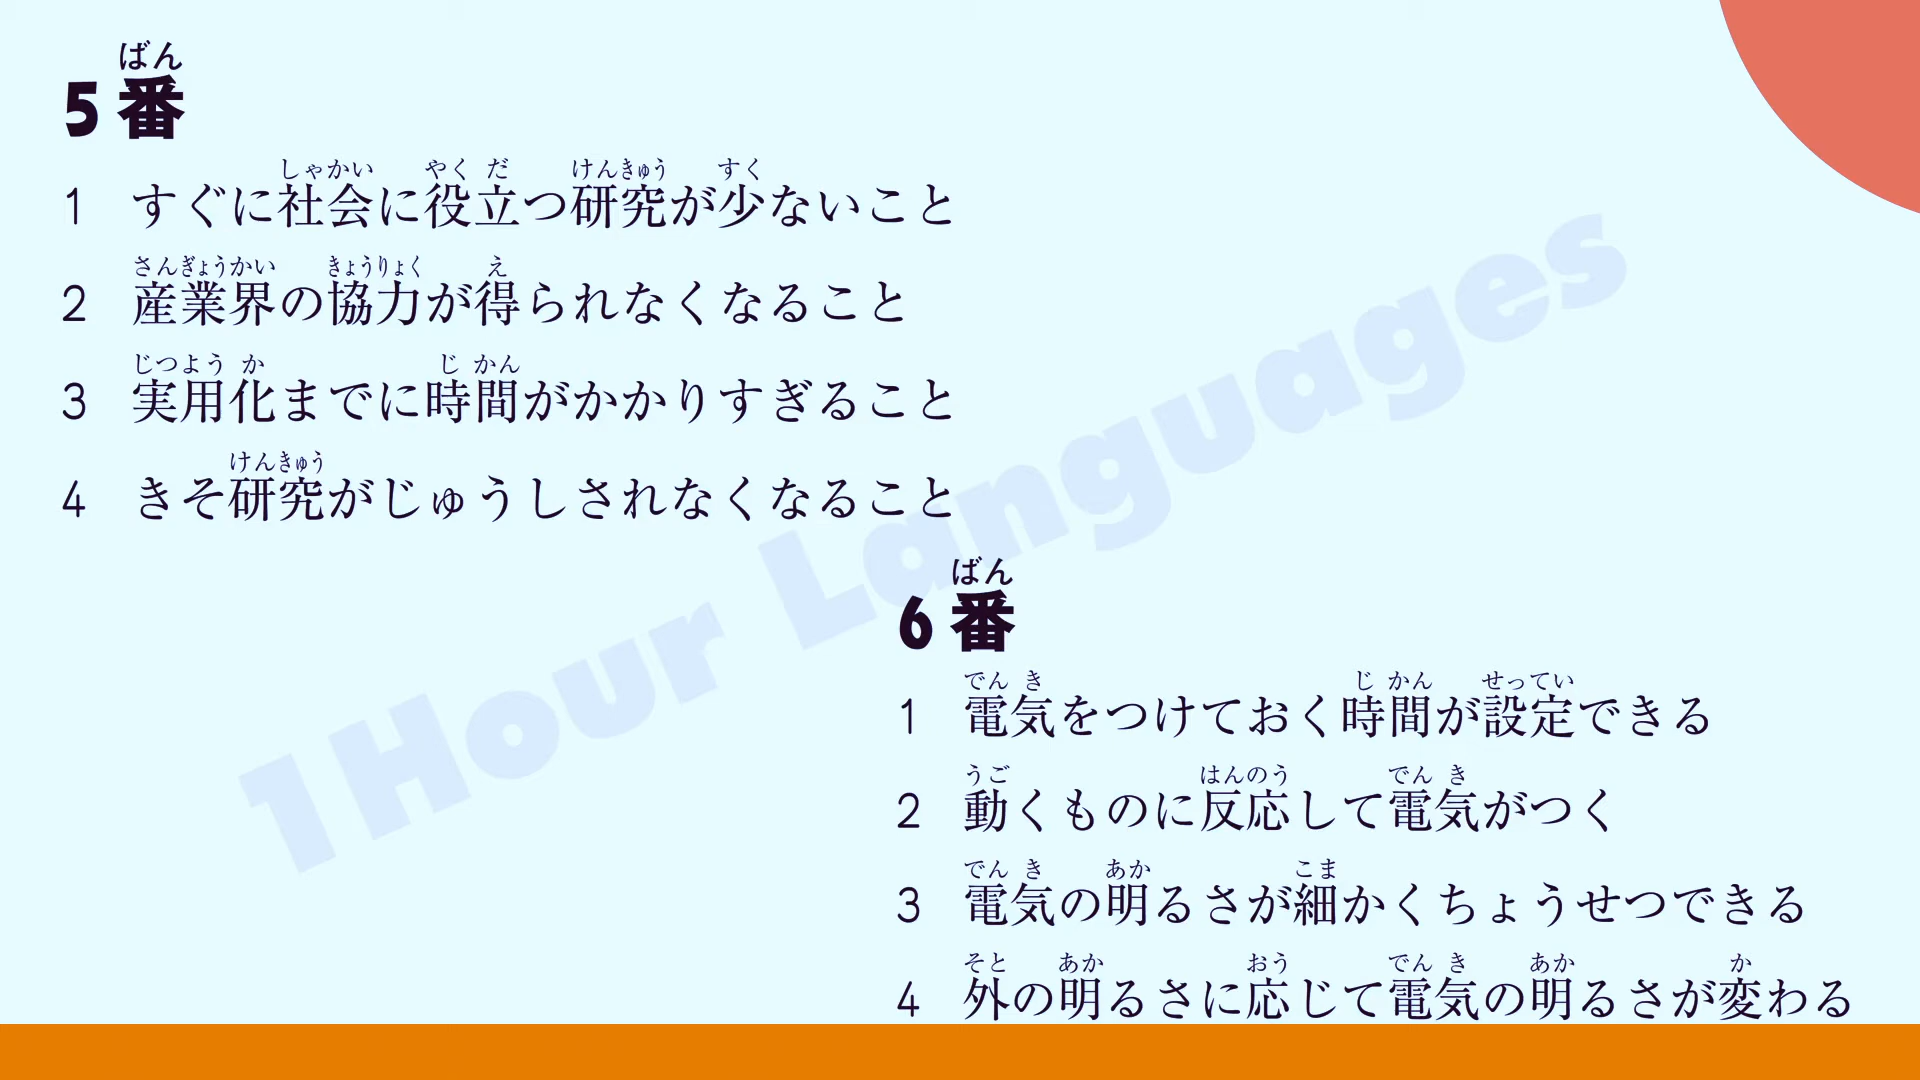 ばん
5番
しゃかい やく だ けんきゅう すく
1 すぐに社会に役立つ研究が少ないこと
さんぎょうかい きょうりょく え
2 産業界の協力が得られなくなること
じつよう か じ かん
3 実用化までに時間がかかりすぎること
けんきゅう
4 きそ研究がじゅうしされなくなること
1Hour Languages
ばん
6番
でん き じ かん せってい
1 電気をつけておく時間が設定できる
うご はんのう でん き
2 動くものに反応して電気がつく
でん き あか こま
3 電気の明るさが細かくちょうせつできる
そと あか おう でん き あか か
4 外の明るさに応じて電気の明るさが変わる